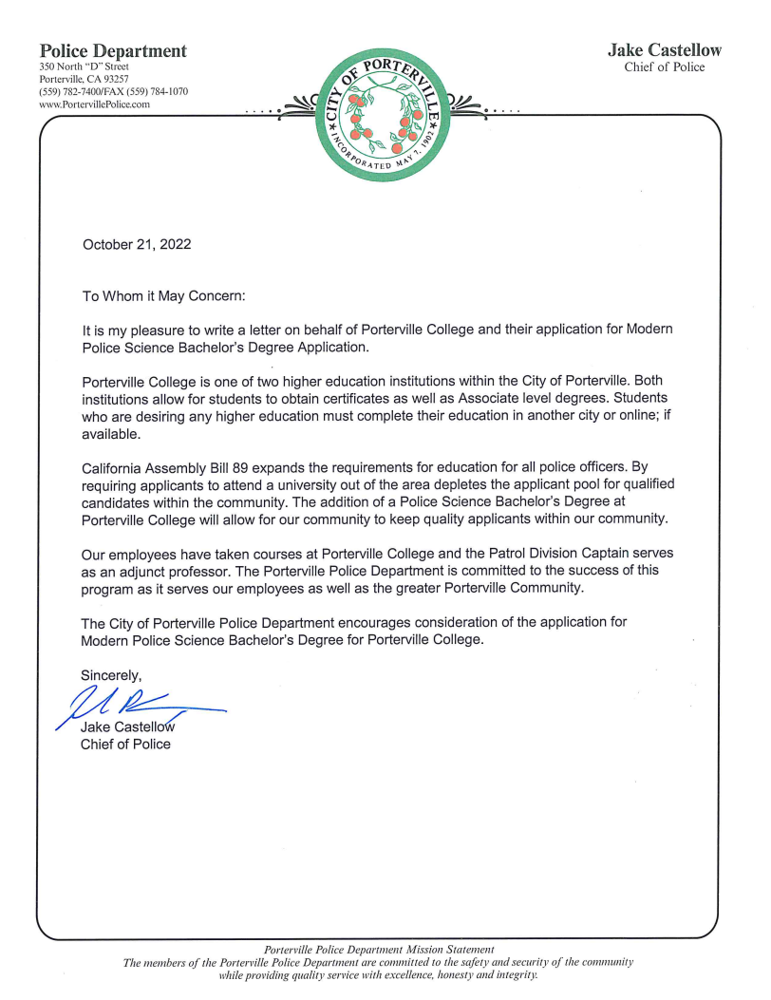 Police Department
350 North “D” Street
Porterville, CA 93257
(559) 782-7400/FAX (559) 784-1070
www.PortervillePolice.com
Jake Castellow
Chief of Police
CITY OF PORTERVILLE
INCORPORATED MAY 7, 1902
October 21, 2022
To Whom it May Concern:
It is my pleasure to write a letter on behalf of Porterville College and their application for Modern
Police Science Bachelor's Degree Application.
Porterville College is one of two higher education institutions within the City of Porterville. Both
institutions allow for students to obtain certificates as well as Associate level degrees. Students
who are desiring any higher education must complete their education in another city or online; if
available.
California Assembly Bill 89 expands the requirements for education for all police officers. By
requiring applicants to attend a university out of the area depletes the applicant pool for qualified
candidates within the community. The addition of a Police Science Bachelor's Degree at
Porterville College will allow for our community to keep quality applicants within our community.
Our employees have taken courses at Porterville College and the Patrol Division Captain serves
as an adjunct professor. The Porterville Police Department is committed to the success of this
program as it serves our employees as well as the greater Porterville Community.
The City of Porterville Police Department encourages consideration of the application for
Modern Police Science Bachelor's Degree for Porterville College.
Sincerely,
Jake Castellow
Chief of Police
Porterville Police Department Mission Statement
The members of the Porterville Police Department are committed to the safety and security of the community
while providing quality service with excellence, honesty and integrity.